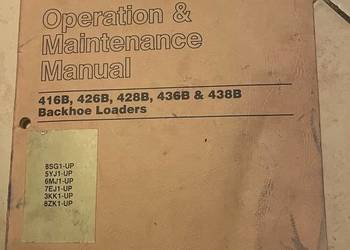 Operation &
Maintenance
Manual
416B, 426B, 428B, 436B & 438B
Backhoe Loaders
8SG1-UP
5YJ1-UP
6MJ1-UP
7EJ1-UP
3KK1-UP
8ZK1-UP